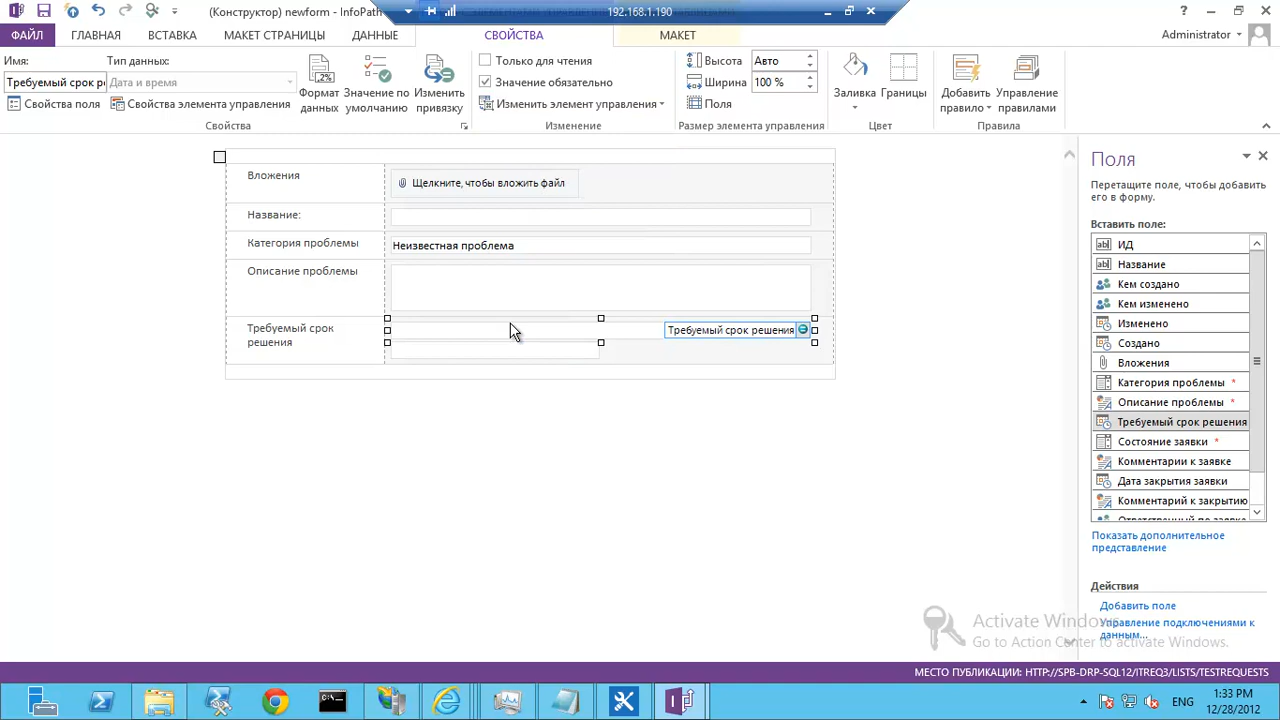 (Конструктор) newform - InfoPath
192.168.1.190
ФАЙЛ
ГЛАВНАЯ
ВСТАВКА
МАКЕТ СТРАНИЦЫ
ДАННЫЕ
СВОЙСТВА
МАКЕТ
Administrator
Имя:
Тип данных:
Требуемый срок р
Дата и время
Свойства поля
Свойства элемента управления
Свойства
Формат данных
Значение по умолчанию
Изменить привязку
Только для чтения
Значение обязательно
Изменить элемент управления
Изменение
Высота
Авто
Ширина
100 %
Поля
Размер элемента управления
Заливка
Границы
Цвет
Добавить правило
Управление правилами
Правила
Вложения
Щелкните, чтобы вложить файл
Название:
Категория проблемы
Неизвестная проблема
Описание проблемы
Требуемый срок
решения
Требуемый срок решения
Поля
Перетащите поле, чтобы добавить
его в форму.
Вставить поле:
ИД
Название
Кем создано
Кем изменено
Изменено
Создано
Вложения
Категория проблемы *
Описание проблемы *
Требуемый срок решения
Состояние заявки *
Комментарии к заявке
Дата закрытия заявки
Комментарий к закрытию
Ответственный по заявке
Показать дополнительное
представление
Действия
Добавить поле
Управление подключениями к
данным...
Activate Windows
Go to Action Center to activate Windows.
МЕСТО ПУБЛИКАЦИИ: HTTP://SPB-DRP-SQL12/ITREQ3/LISTS/TESTREQUESTS
ENG
1:33 PM
12/28/2012